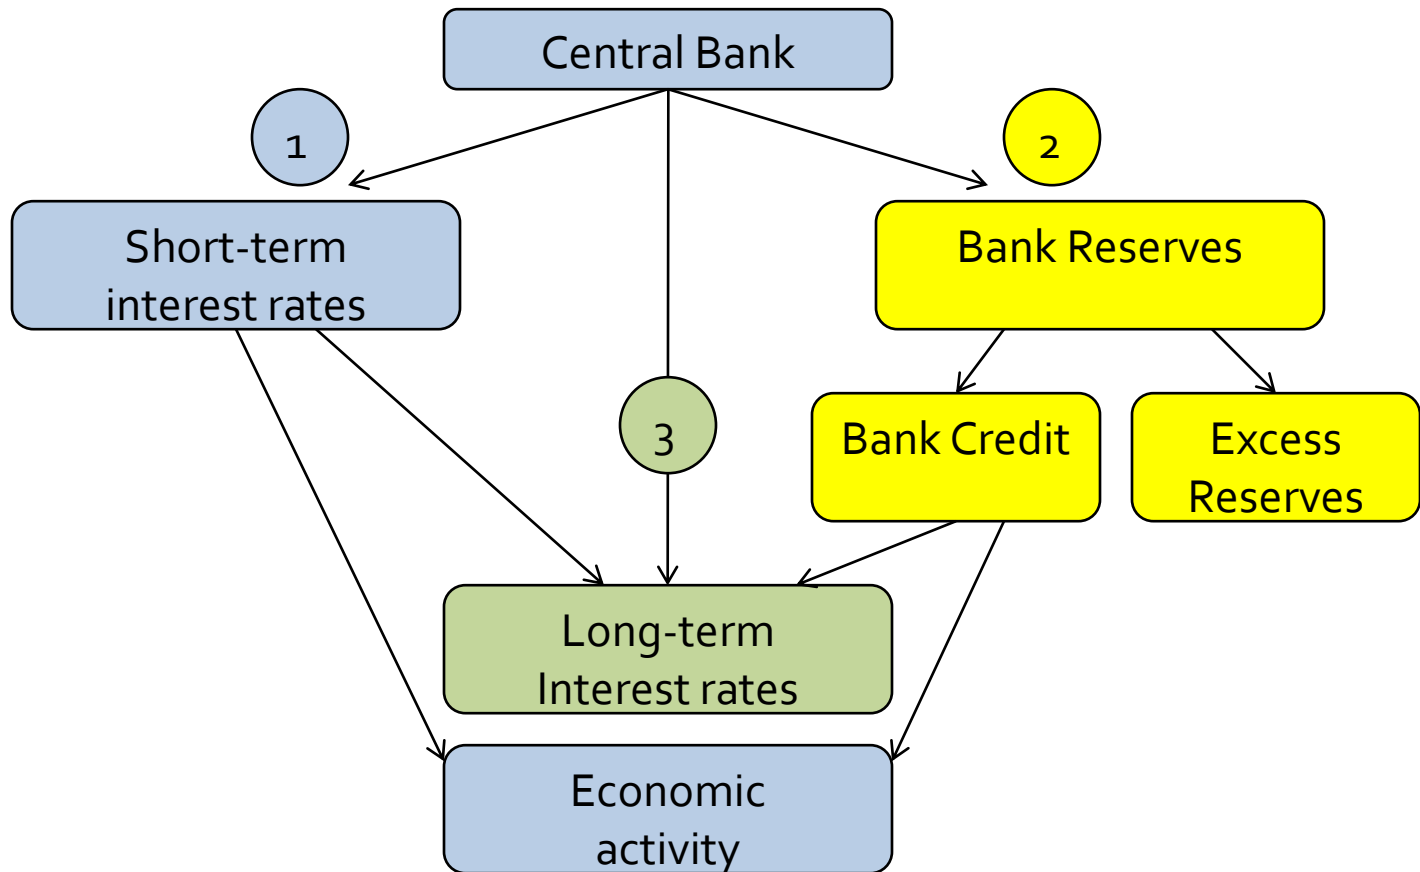 Central Bank
1
2
Short-term
interest rates
Bank Reserves
3
Bank Credit
Excess
Reserves
Long-term
Interest rates
Economic
activity